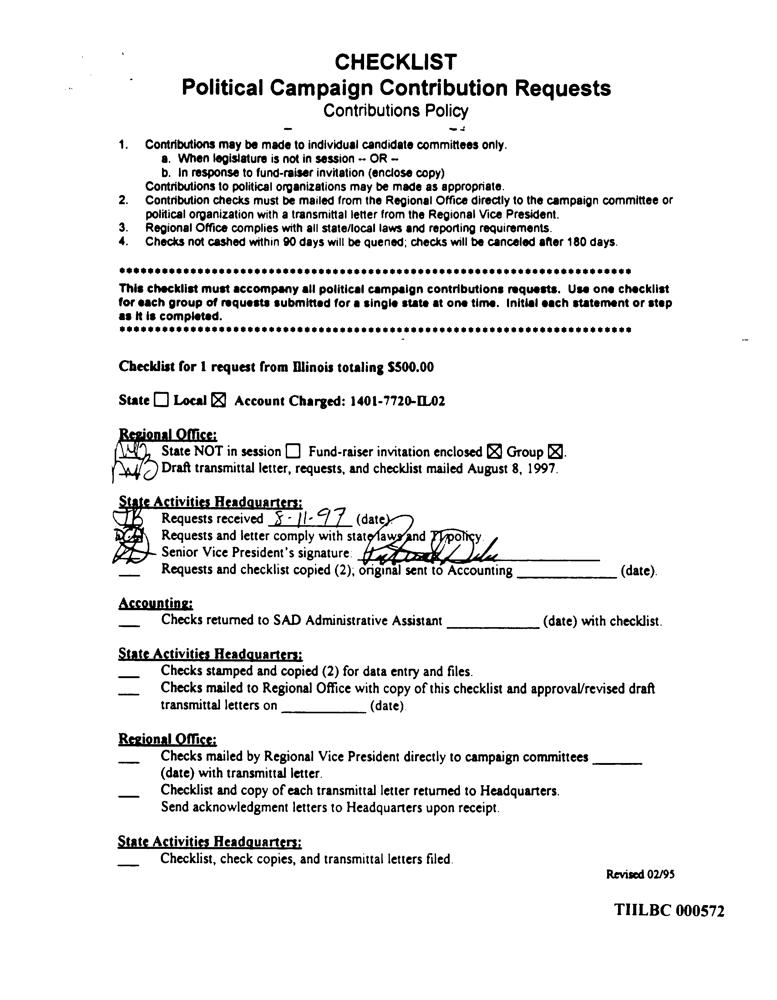 CHECKLIST
Political Campaign Contribution Requests
Contributions Policy
1. Contributions may be made to individual candidate committees only.
a. When legislature is not in session -- OR --
b. In response to fund-raiser invitation (enclose copy)
Contributions to political organizations may be made as appropriate.
2. Contribution checks must be mailed from the Regional Office directly to the campaign committee or
political organization with a transmittal letter from the Regional Vice President.
3. Regional Office complies with all state/local laws and reporting requirements.
4. Checks not cashed within 90 days will be quened; checks will be canceled after 180 days.
This checklist must accompany all political campaign contributions requests. Use one checklist
for each group of requests submitted for a single state at one time. Initial each statement or step
as it is completed.
Checklist for 1 request from Illinois totaling $500.00
State ☐ Local ☒ Account Charged: 1401-7720-IL02
Regional Office:
State NOT in session ☐ Fund-raiser invitation enclosed ☒ Group ☒.
Draft transmittal letter, requests, and checklist mailed August 8, 1997.
State Activities Headquarters:
Requests received 8-11-97 (date).
Requests and letter comply with state laws and TI policy.
Senior Vice President's signature:
___ Requests and checklist copied (2); original sent to Accounting ______________ (date).
Accounting:
___ Checks returned to SAD Administrative Assistant _____________ (date) with checklist.
State Activities Headquarters:
___ Checks stamped and copied (2) for data entry and files.
___ Checks mailed to Regional Office with copy of this checklist and approval/revised draft
transmittal letters on ____________ (date)
Regional Office:
___ Checks mailed by Regional Vice President directly to campaign committees _______
(date) with transmittal letter.
___ Checklist and copy of each transmittal letter returned to Headquarters.
Send acknowledgment letters to Headquarters upon receipt.
State Activities Headquarters:
___ Checklist, check copies, and transmittal letters filed.
Revised 02/95
TIILBC 000572